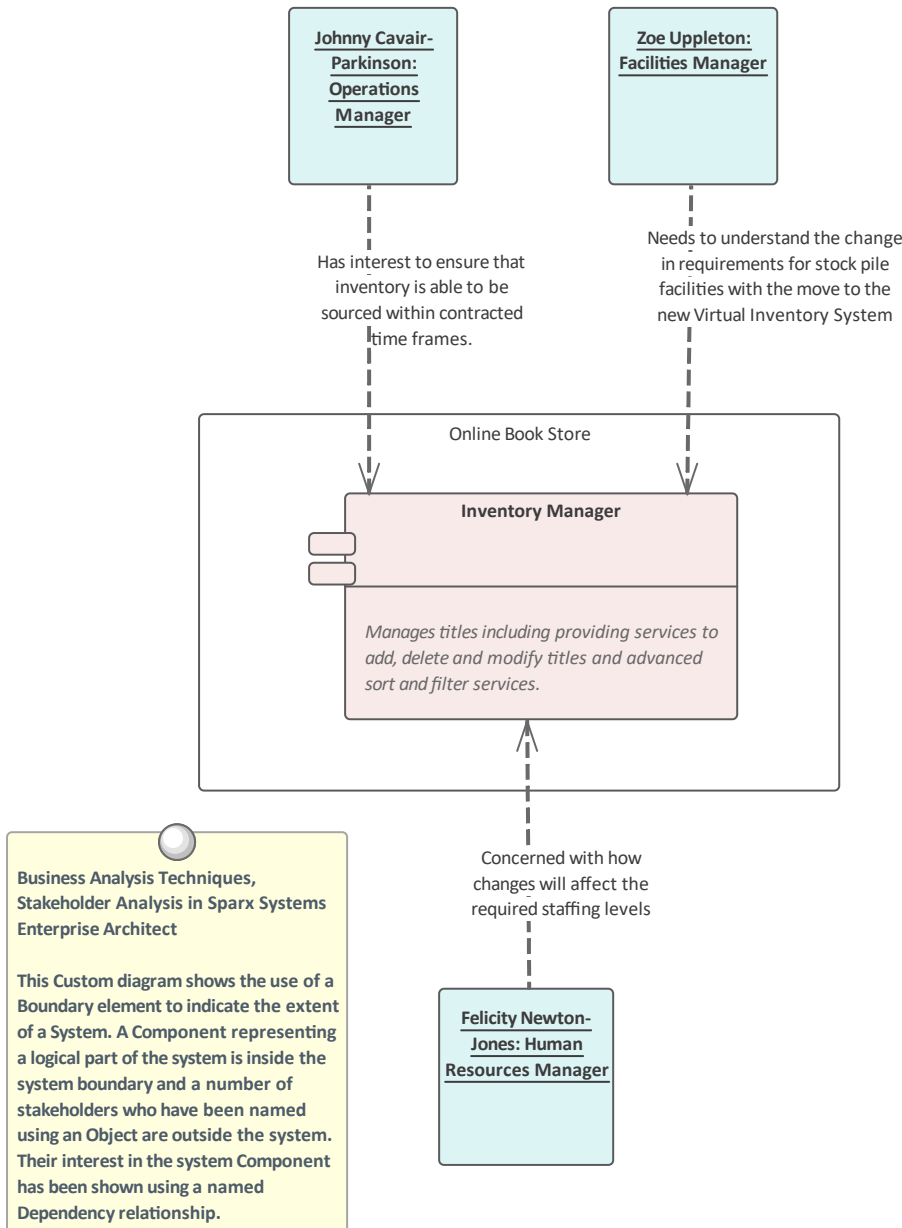 Johnny Cavair-
Parkinson:
Operations
Manager
Zoe Uppleton:
Facilities Manager
Has interest to ensure that
inventory is able to be
sourced within contracted
time frames.
Needs to understand the change
in requirements for stock pile
facilities with the move to the
new Virtual Inventory System
Online Book Store
Inventory Manager
Manages titles including providing services to
add, delete and modify titles and advanced
sort and filter services.
Concerned with how
changes will affect the
required staffing levels
Business Analysis Techniques,
Stakeholder Analysis in Sparx Systems
Enterprise Architect
This Custom diagram shows the use of a
Boundary element to indicate the extent
of a System. A Component representing
a logical part of the system is inside the
system boundary and a number of
stakeholders who have been named
using an Object are outside the system.
Their interest in the system Component
has been shown using a named
Dependency relationship.
Felicity Newton-
Jones: Human
Resources Manager